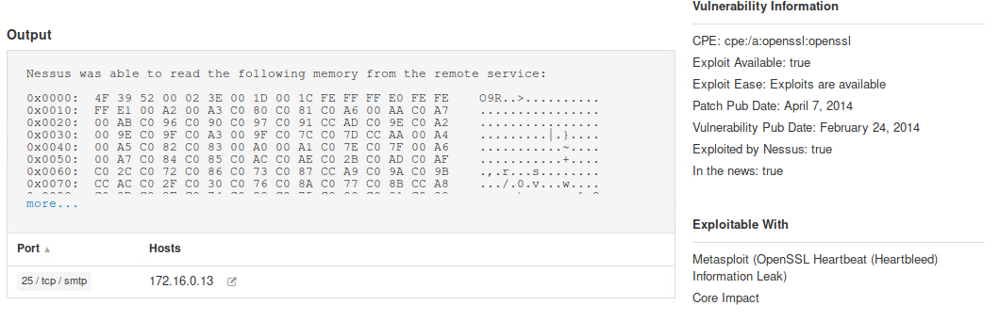 Output
Nessus was able to read the following memory from the remote service:
0x0000: 4F 39 52 00 02 3E 00 1D 00 1C FE FF FF E0 FE FE O9R..>..........
0x0010: FF E1 00 A2 00 A3 C0 80 C0 81 C0 A6 00 AA C0 A7 ................
0x0020: 00 AB C0 96 C0 90 C0 97 C0 91 CC AD C0 9E C0 A2 ................
0x0030: 00 9E C0 9F C0 A3 00 9F C0 7C C0 7D CC AA 00 A4 .........|.}....
0x0040: 00 A5 C0 82 C0 83 00 A0 00 A1 C0 7E C0 7F 00 A6 ...........~....
0x0050: 00 A7 C0 84 C0 85 C0 AC C0 AE C0 2B C0 AD C0 AF ...........+....
0x0060: C0 2C C0 72 C0 86 C0 73 C0 87 CC A9 C0 9A C0 9B .,.r...s........
0x0070: CC AC C0 2F C0 30 C0 76 C0 8A C0 77 C0 8B CC A8 .../.0.v...w....
more...
Port
Hosts
25 / tcp / smtp
172.16.0.13
Vulnerability Information
CPE: cpe:/a:openssl:openssl
Exploit Available: true
Exploit Ease: Exploits are available
Patch Pub Date: April 7, 2014
Vulnerability Pub Date: February 24, 2014
Exploited by Nessus: true
In the news: true
Exploitable With
Metasploit (OpenSSL Heartbeat (Heartbleed)
Information Leak)
Core Impact